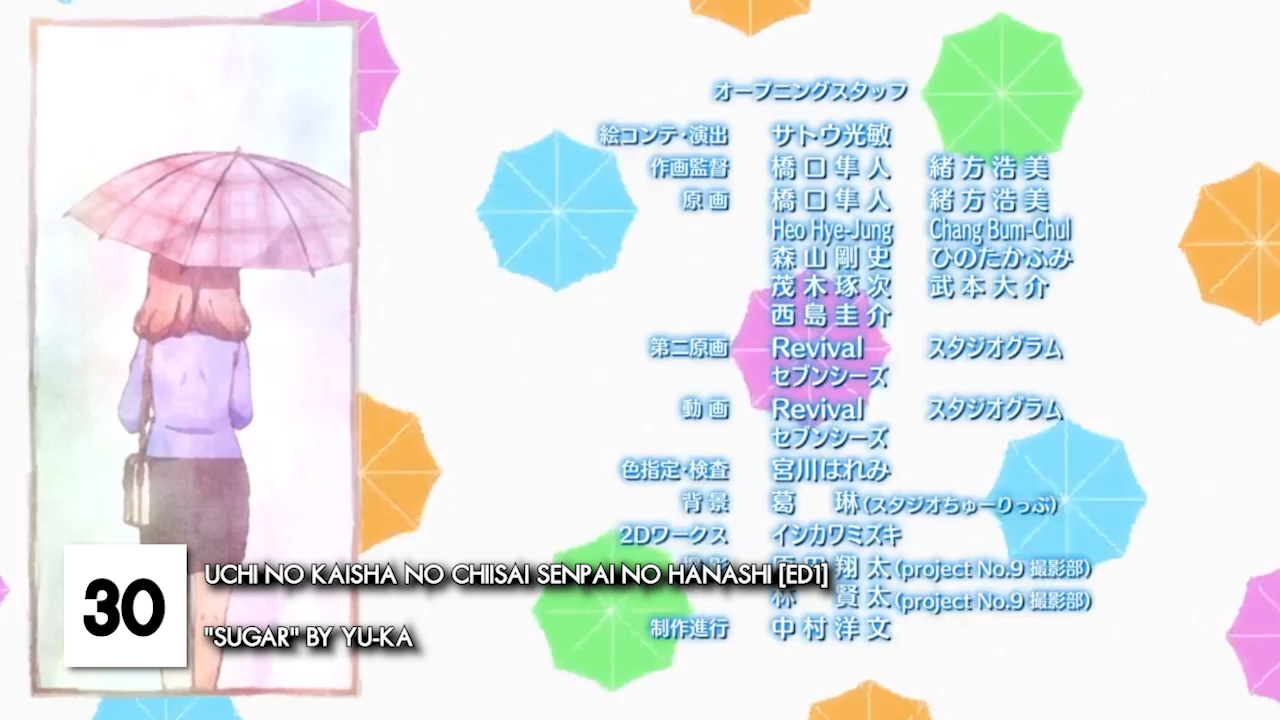 オープニングスタッフ
絵コンテ・演出 サトウ光敏
作画監督 橋口隼人 緒方浩美
原画 橋口隼人 緒方浩美
Heo Hye-Jung Chang Bum-Chul
森山剛史 ひのたかふみ
茂木琢次 武本大介
西島圭介
第二原画 Revival スタジオグラム
セブンシーズ
動画 Revival スタジオグラム
セブンシーズ
色指定・検査 宮川はれみ
背景 葛 琳(スタジオちゅーりっぷ)
2Dワークス イシカワミズキ
翔太(project No.9 撮影部)
林 賢太(project No.9 撮影部)
制作進行 中村洋文
30
UCHI NO KAISHA NO CHIISAI SENPAI NO HANASHI [ED1]
"SUGAR" BY YU-KA